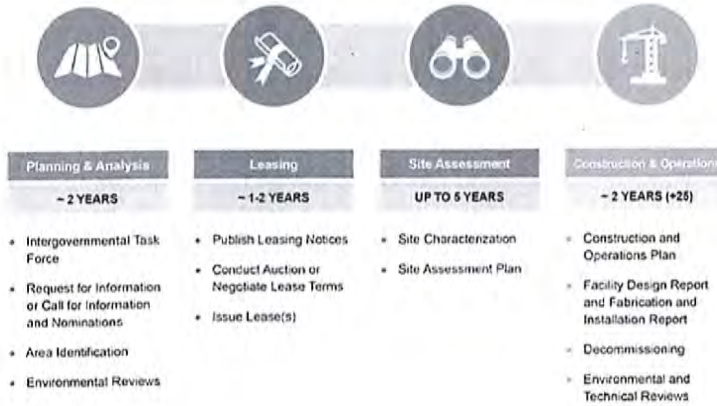 Planning & Analysis
~ 2 YEARS
• Intergovernmental Task
Force
• Request for Information
or Call for Information
and Nominations
• Area Identification
• Environmental Reviews
Leasing
~ 1-2 YEARS
• Publish Leasing Notices
• Conduct Auction or
Negotiate Lease Terms
• Issue Lease(s)
Site Assessment
UP TO 5 YEARS
• Site Characterization
• Site Assessment Plan
Construction & Operations
~ 2 YEARS (+25)
• Construction and
Operations Plan
• Facility Design Report
and Fabrication and
Installation Report
• Decommissioning
• Environmental and
Technical Reviews